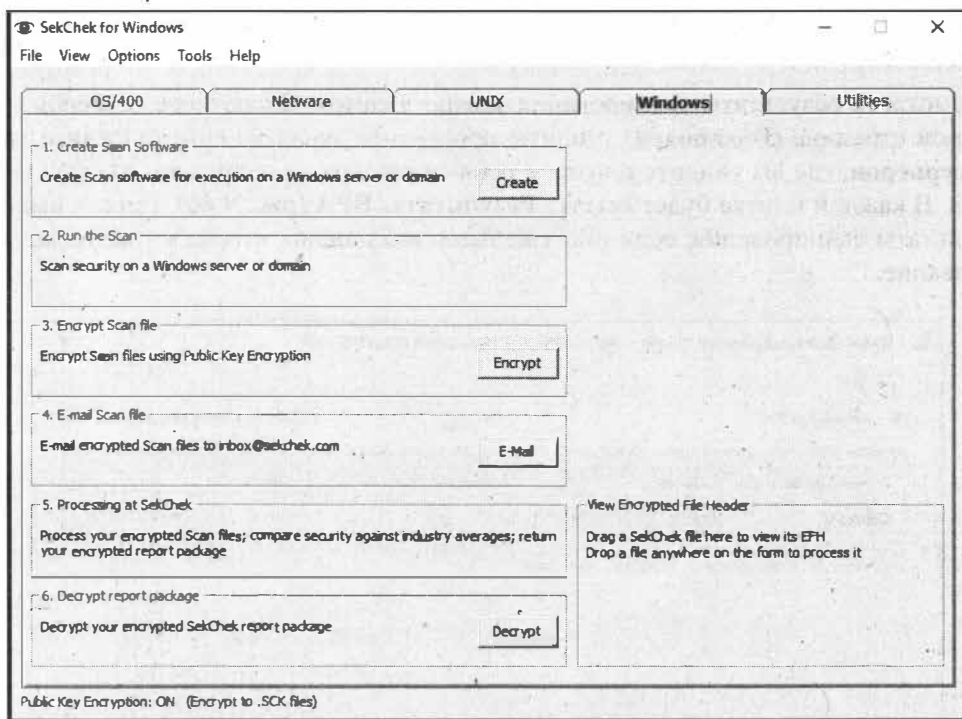 SekChek for Windows
File View Options Tools Help
OS/400 Netware UNIX Windows Utilities
1. Create Scan Software
Create Scan software for execution on a Windows server or domain
Create
2. Run the Scan
Scan security on a Windows server or domain
3. Encrypt Scan file
Encrypt Scan files using Public Key Encryption
Encrypt
4. E-mail Scan file
E-mail encrypted Scan files to inbox@sekchek.com
E-Mail
5. Processing at SekChek
Process your encrypted Scan files; compare security against industry averages; return
your encrypted report package
6. Decrypt report package
Decrypt your encrypted SekChek report package
Decrypt
View Encrypted File Header
Drag a SekChek file here to view its EFH
Drop a file anywhere on the form to process it
Public Key Encryption: ON (Encrypt to .SCK files)